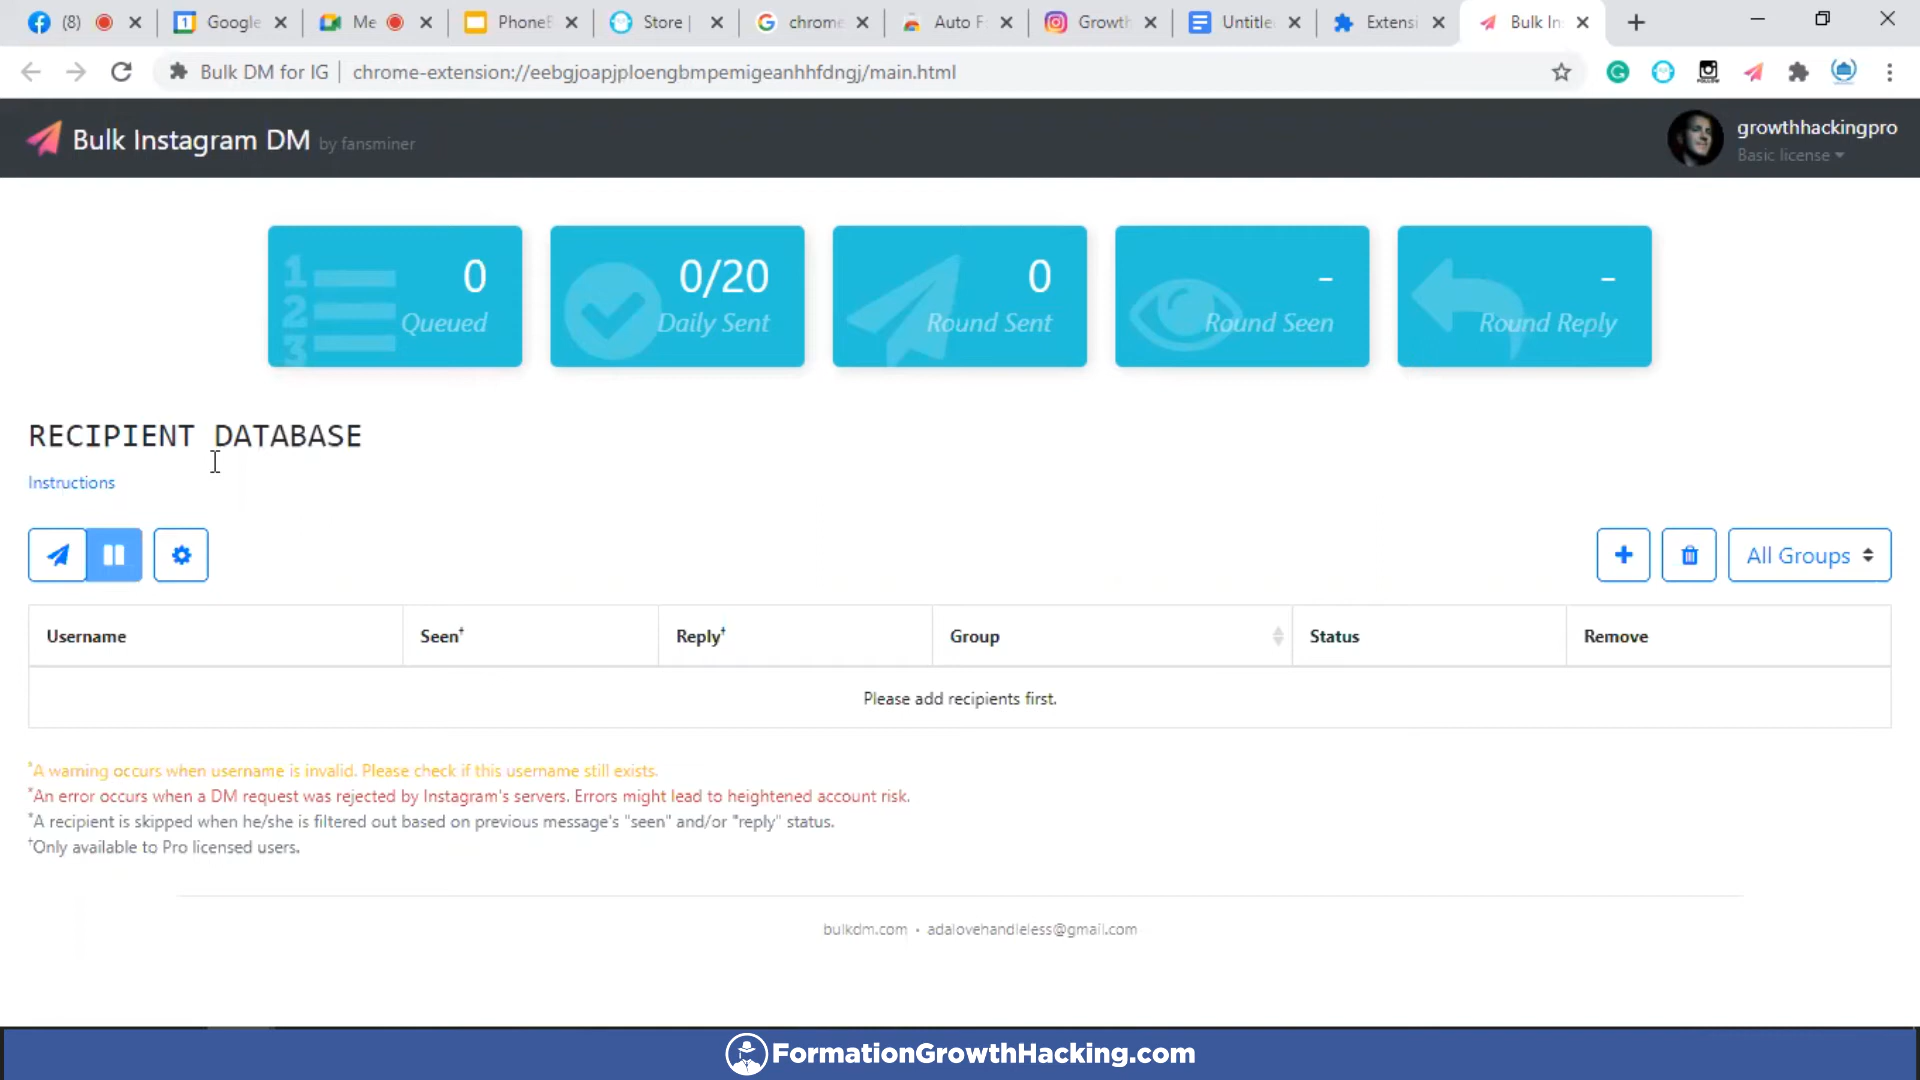 (8)
Google
Me
PhoneE
Store |
chrome
Auto F
Growth
Untitle
Extensi
Bulk In
Bulk DM for IG
chrome-extension://eebgjoapjploengbmpemigeanhhfdngj/main.html
Bulk Instagram DM by fansminer
growthhackingpro
Basic license
0
Queued
0/20
Daily Sent
0
Round Sent
-
Round Seen
-
Round Reply
RECIPIENT DATABASE
Instructions
All Groups
Username Seen† Reply† Group Status Remove
Please add recipients first.
*A warning occurs when username is invalid. Please check if this username still exists.
*An error occurs when a DM request was rejected by Instagram's servers. Errors might lead to heightened account risk.
*A recipient is skipped when he/she is filtered out based on previous message's "seen" and/or "reply" status.
†Only available to Pro licensed users.
bulkdm.com • adalovehandleless@gmail.com
FormationGrowthHacking.com